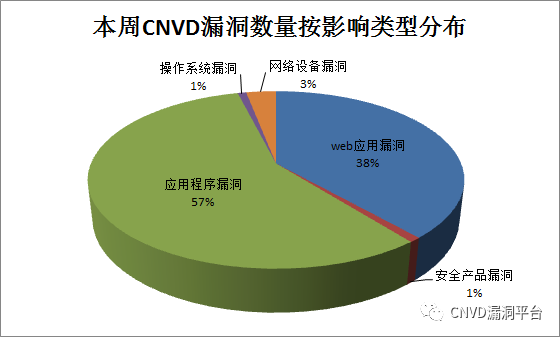 本周CNVD漏洞数量按影响类型分布
操作系统漏洞
1%
网络设备漏洞
3%
web应用漏洞
38%
应用程序漏洞
57%
安全产品漏洞
1%
CNVD漏洞平台